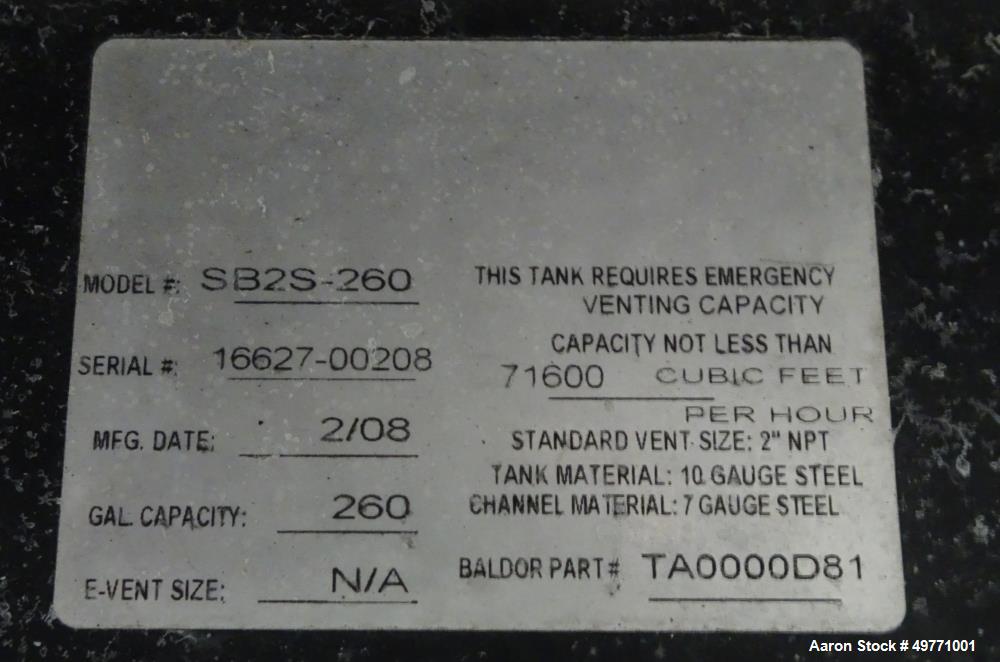 MODEL #: SB2S-260
SERIAL #: 16627-00208
MFG. DATE: 2/08
GAL. CAPACITY: 260
E-VENT SIZE: N/A
THIS TANK REQUIRES EMERGENCY
VENTING CAPACITY
CAPACITY NOT LESS THAN
71600 CUBIC FEET
PER HOUR
STANDARD VENT SIZE: 2" NPT
TANK MATERIAL: 10 GAUGE STEEL
CHANNEL MATERIAL: 7 GAUGE STEEL
BALDOR PART# TA0000D81
Aaron Stock # 49771001